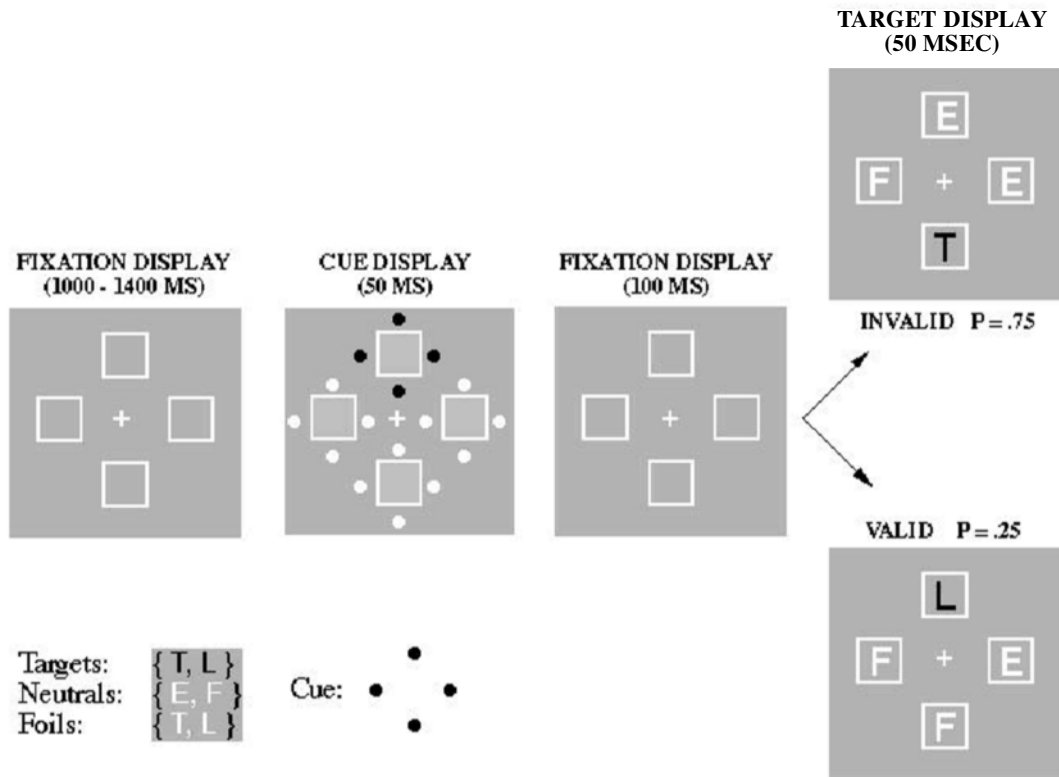 TARGET DISPLAY
(50 MSEC)
E
F + E
T
INVALID P = .75
FIXATION DISPLAY
(1000 - 1400 MS)
+
CUE DISPLAY
(50 MS)
+
FIXATION DISPLAY
(100 MS)
+
VALID P = .25
L
F + E
F
Targets: { T, L }
Neutrals: { E, F }
Foils: { T, L }
Cue: